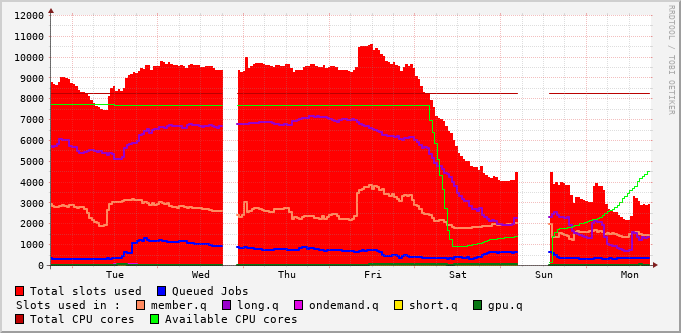 RRDTOOL / TOBI OETIKER
12000
11000
10000
9000
8000
7000
6000
5000
4000
3000
2000
1000
0
Tue Wed Thu Fri Sat Sun Mon
Total slots used Queued Jobs
Slots used in : member.q long.q ondemand.q short.q gpu.q
Total CPU cores Available CPU cores